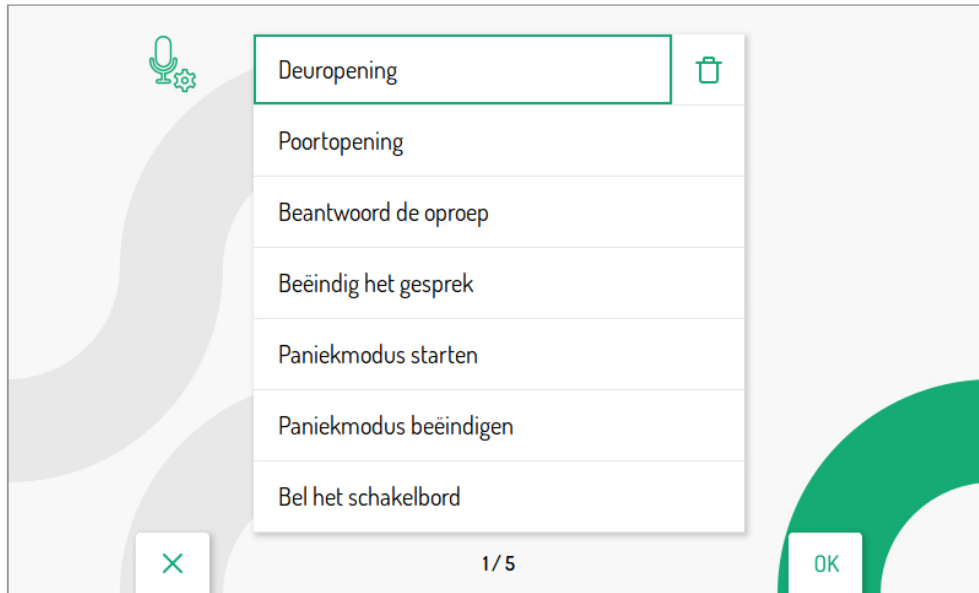 Deuropening
Poortopening
Beantwoord de oproep
Beëindig het gesprek
Paniekmodus starten
Paniekmodus beëindigen
Bel het schakelbord
1 / 5
OK